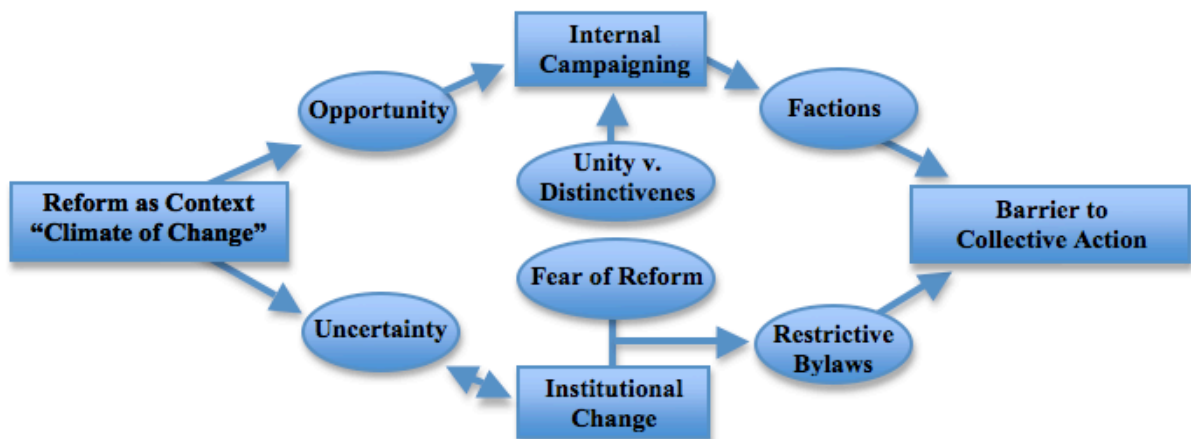 Internal
Campaigning
Opportunity
Factions
Unity v.
Distinctivenes
Reform as Context
“Climate of Change”
Barrier to
Collective Action
Fear of Reform
Uncertainty
Restrictive
Bylaws
Institutional
Change